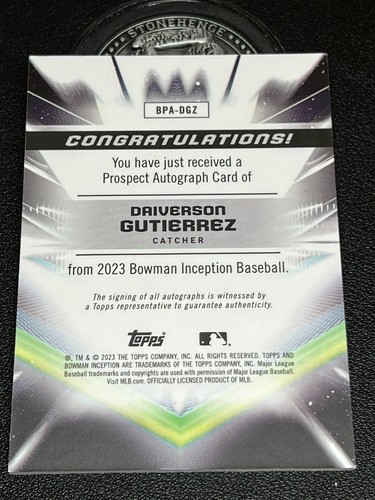 STONEHENGE
BPA-DGZ
CONGRATULATIONS!
You have just received a
Prospect Autograph Card of
DAIVERSON
GUTIERREZ
CATCHER
from 2023 Bowman Inception Baseball.
The signing of all autographs is witnessed by
a Topps representative to guarantee authenticity.
Topps
®, TM & © 2023 THE TOPPS COMPANY, INC. ALL RIGHTS RESERVED. TOPPS AND
BOWMAN INCEPTION ARE TRADEMARKS OF THE TOPPS COMPANY, INC. Major League
Baseball trademarks and copyrights are used with permission of Major League Baseball.
Visit MLB.com. OFFICIALLY LICENSED PRODUCT OF MLB.